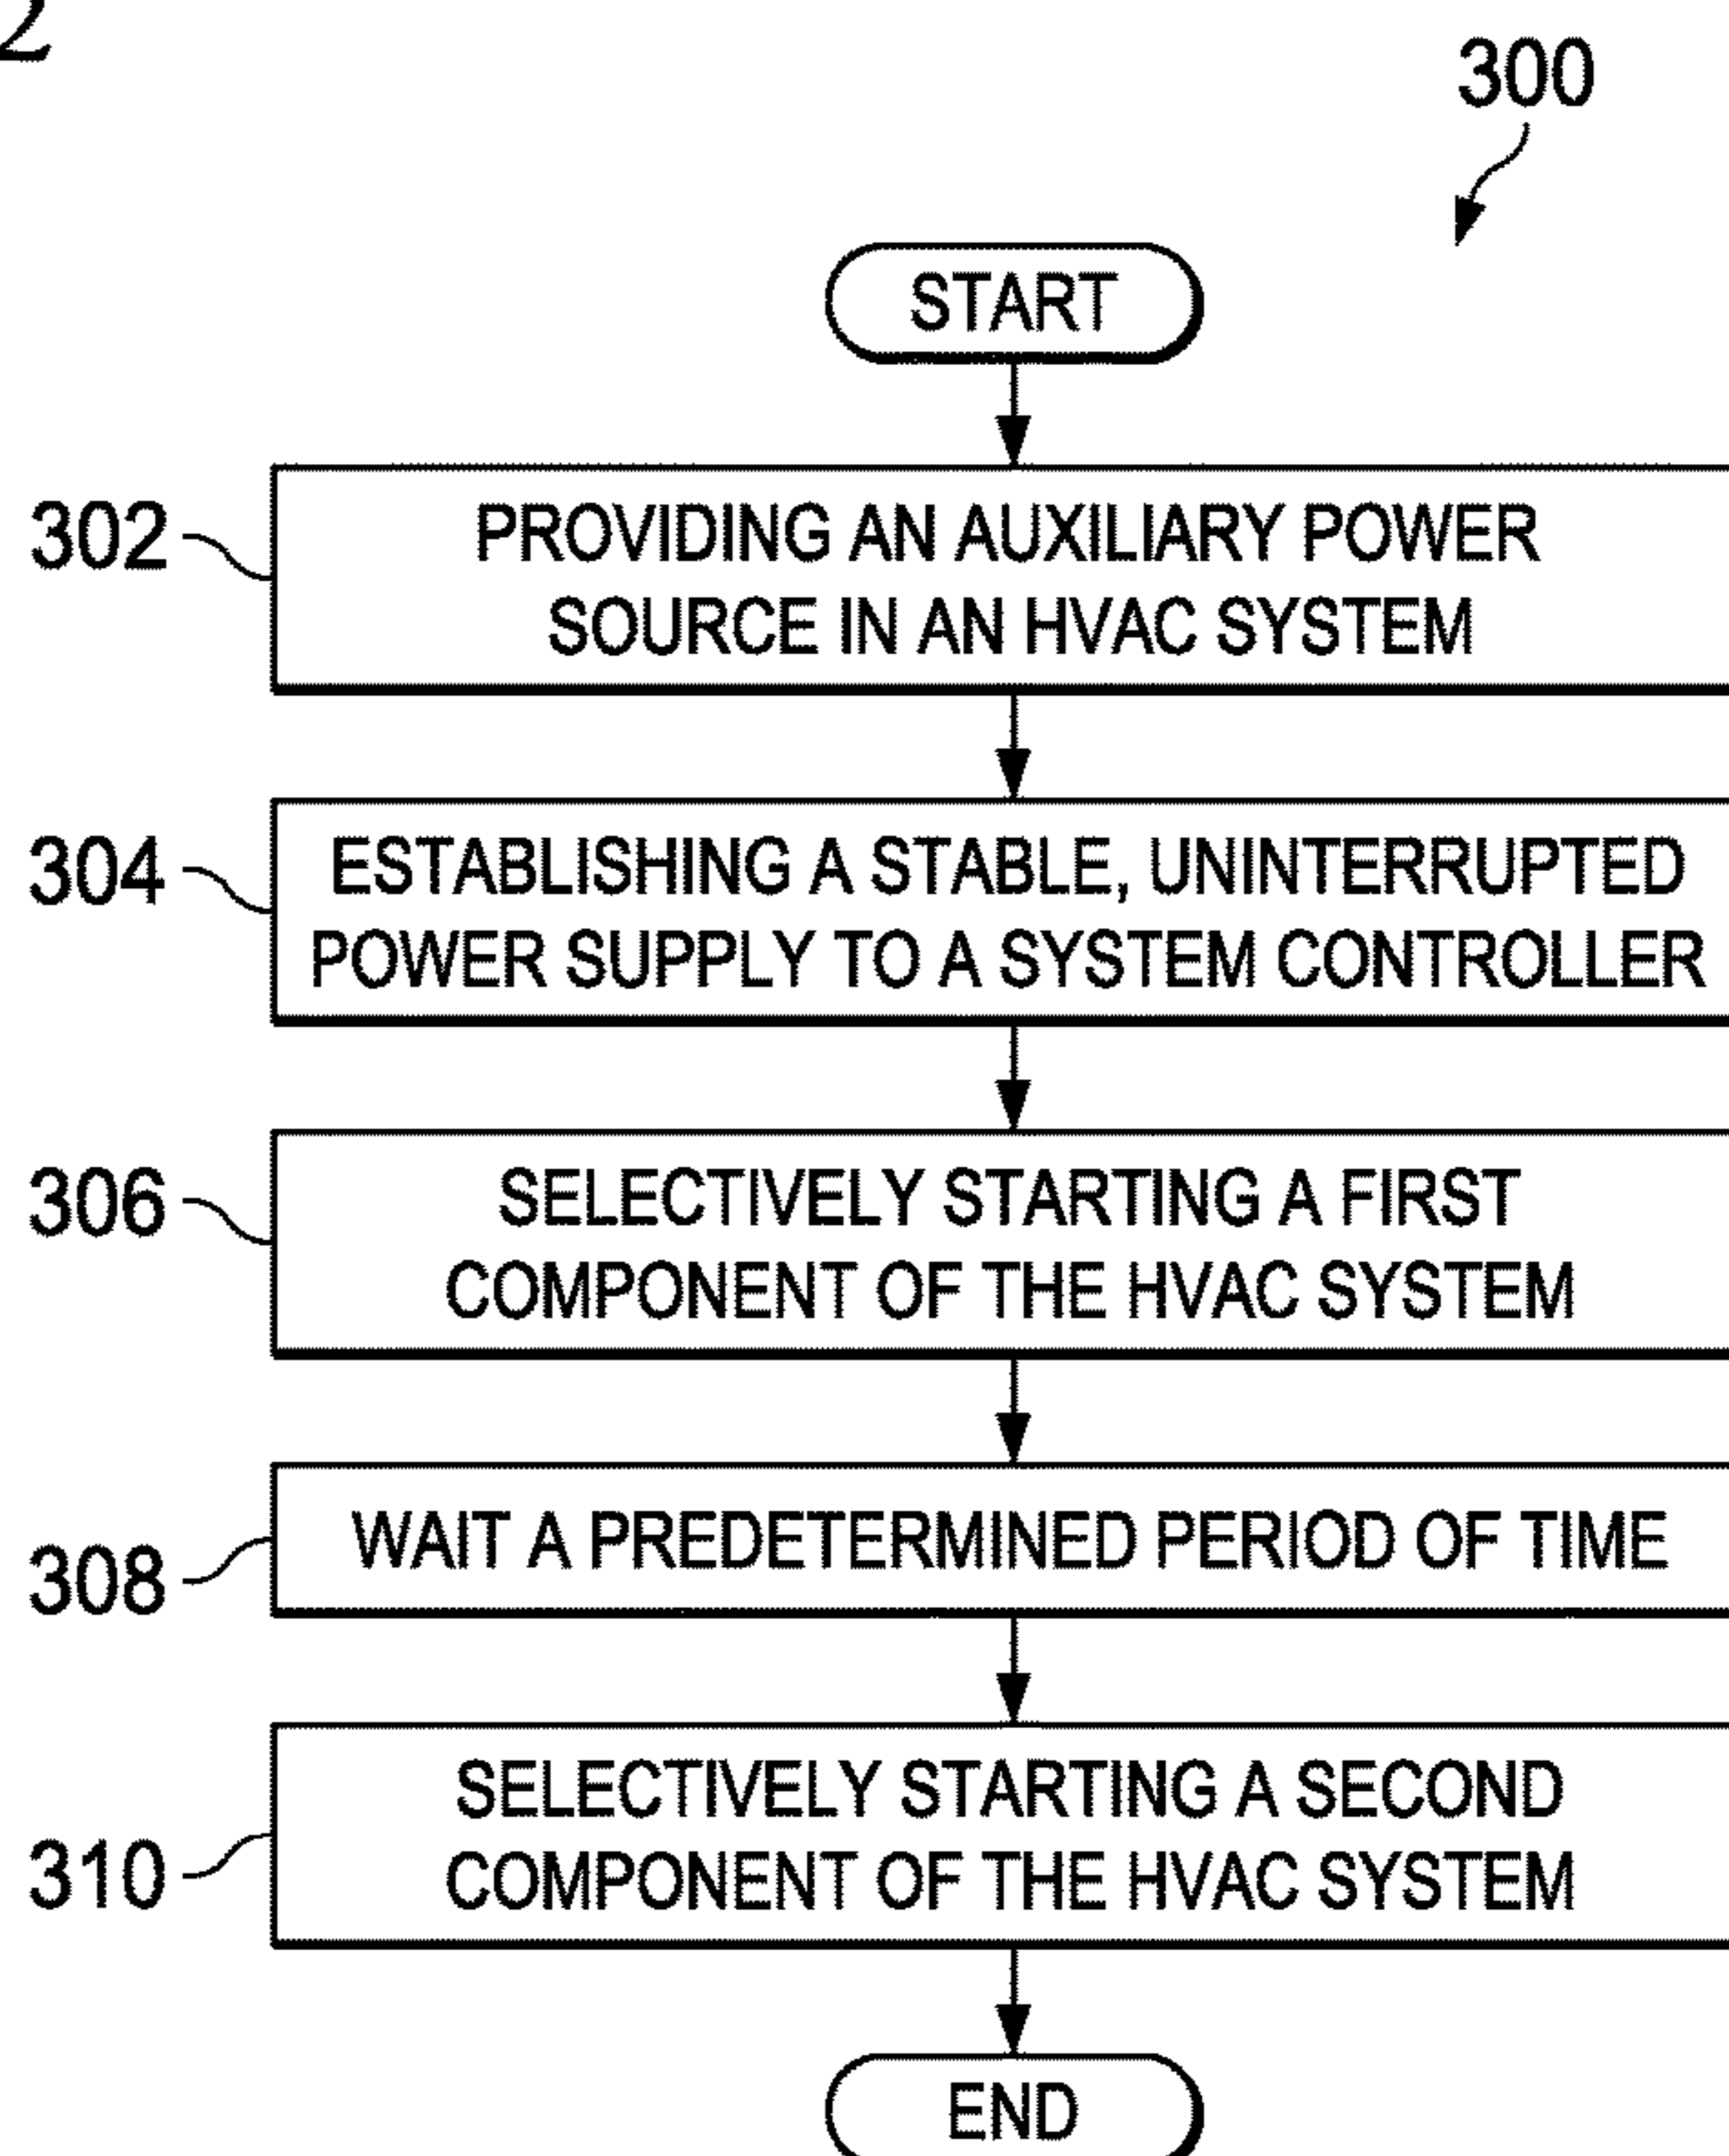 2
300
START
302
PROVIDING AN AUXILIARY POWER
SOURCE IN AN HVAC SYSTEM
304
ESTABLISHING A STABLE, UNINTERRUPTED
POWER SUPPLY TO A SYSTEM CONTROLLER
306
SELECTIVELY STARTING A FIRST
COMPONENT OF THE HVAC SYSTEM
308
WAIT A PREDETERMINED PERIOD OF TIME
310
SELECTIVELY STARTING A SECOND
COMPONENT OF THE HVAC SYSTEM
END